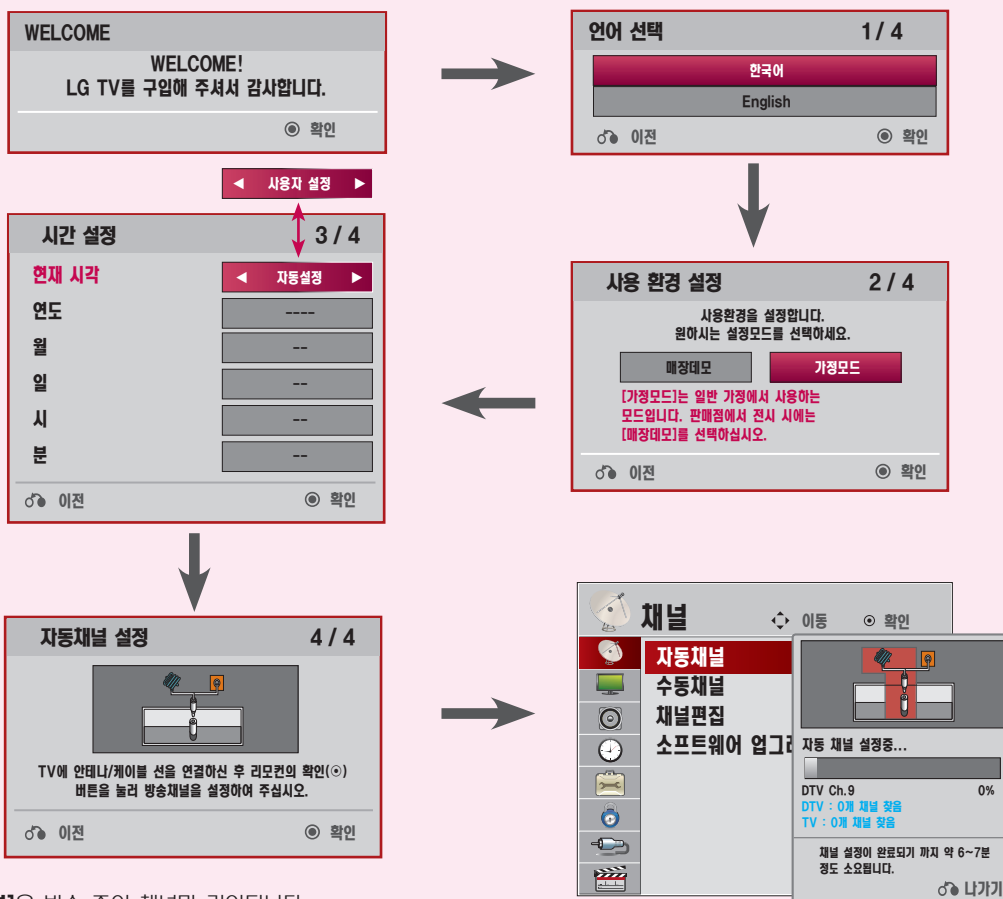 WELCOME
WELCOME!
LG TV를 구입해 주셔서 감사합니다.
확인
언어 선택 1 / 4
한국어
English
이전 확인
사용 환경 설정 2 / 4
사용환경을 설정합니다.
원하시는 설정모드를 선택하세요.
매장데모 가정모드
[가정모드]는 일반 가정에서 사용하는
모드입니다. 판매점에서 전시 시에는
[매장데모]를 선택하십시오.
이전 확인
사용자 설정
시간 설정 3 / 4
현재 시각 자동설정
연도 ----
월 --
일 --
시 --
분 --
이전 확인
자동채널 설정 4 / 4
TV에 안테나/케이블 선을 연결하신 후 리모컨의 확인(⊙)
버튼을 눌러 방송채널을 설정하여 주십시오.
이전 확인
채널 이동 확인
자동채널
수동채널
채널편집
소프트웨어
자동 채널 설정중...
DTV Ch.9 0%
DTV : 0개 채널 찾음
TV : 0개 채널 찾음
채널 설정이 완료되기 까지 약 6~7분
정도 소요됩니다.
나가기